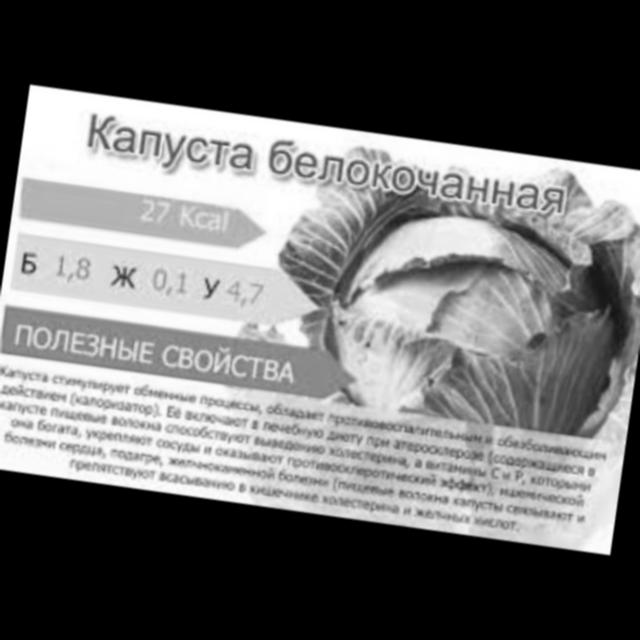 Капуста белокочанная
27 Kcal
Б 1,8 Ж 0,1 У 4,7
ПОЛЕЗНЫЕ СВОЙСТВА
Капуста стимулирует обменные процессы, обладает противовоспалительным и обезболивающим
действием (калоризатор). Её включают в лечебную диету при атеросклерозе. Содержащиеся в
капусте пищевые волокна способствуют выведению холестерина, а витамины С и Р, которыми
она богата, укрепляют сосуды и оказывают противосклеротический эффект), ишемической
болезни сердца, подагре, желчнокаменной болезни (пищевые волокна капусты связывают и
препятствуют всасыванию в кишечнике холестерина и желчных кислот.